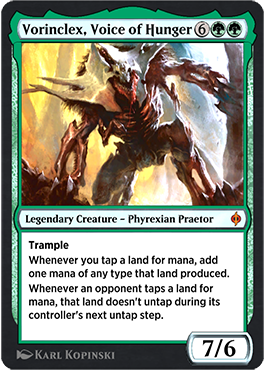 Vorinclex, Voice of Hunger 6
Legendary Creature – Phyrexian Praetor
Trample
Whenever you tap a land for mana, add
one mana of any type that land produced.
Whenever an opponent taps a land for
mana, that land doesn't untap during its
controller's next untap step.
7/6
Karl Kopinski